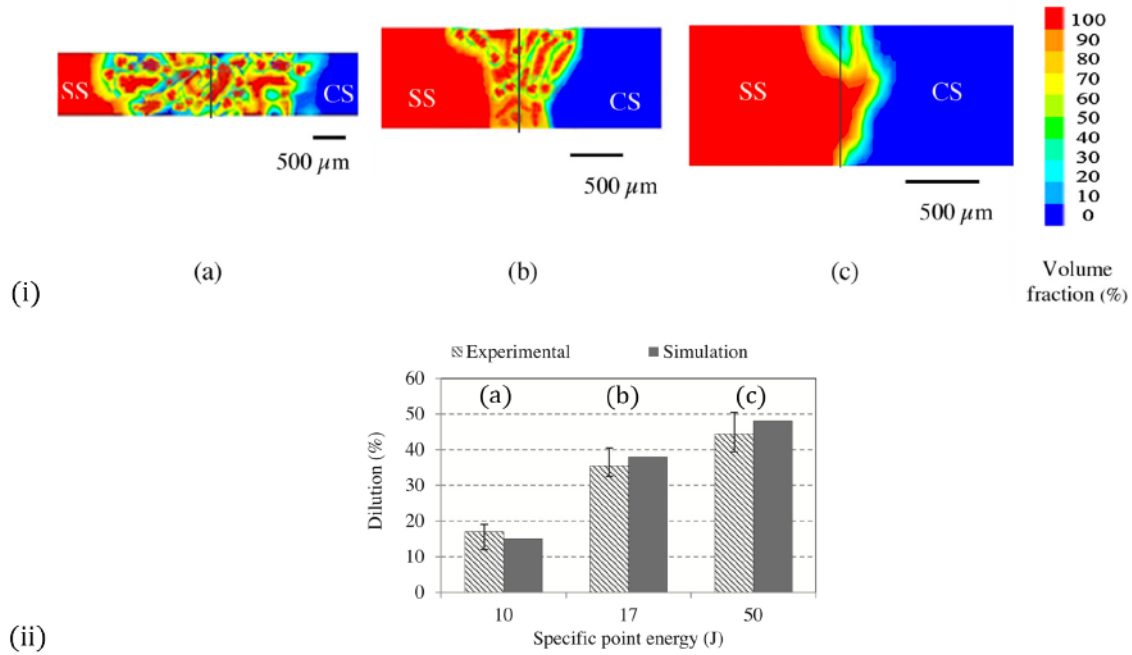 SS
CS
500 μm
(a)
SS
CS
500 μm
(b)
SS
CS
500 μm
(c)
100
90
80
70
60
50
40
30
20
10
0
Volume
fraction (%)
(i)
Experimental
Simulation
(a)
(b)
(c)
60
50
40
30
20
10
0
Dilution (%)
10
17
50
Specific point energy (J)
(ii)